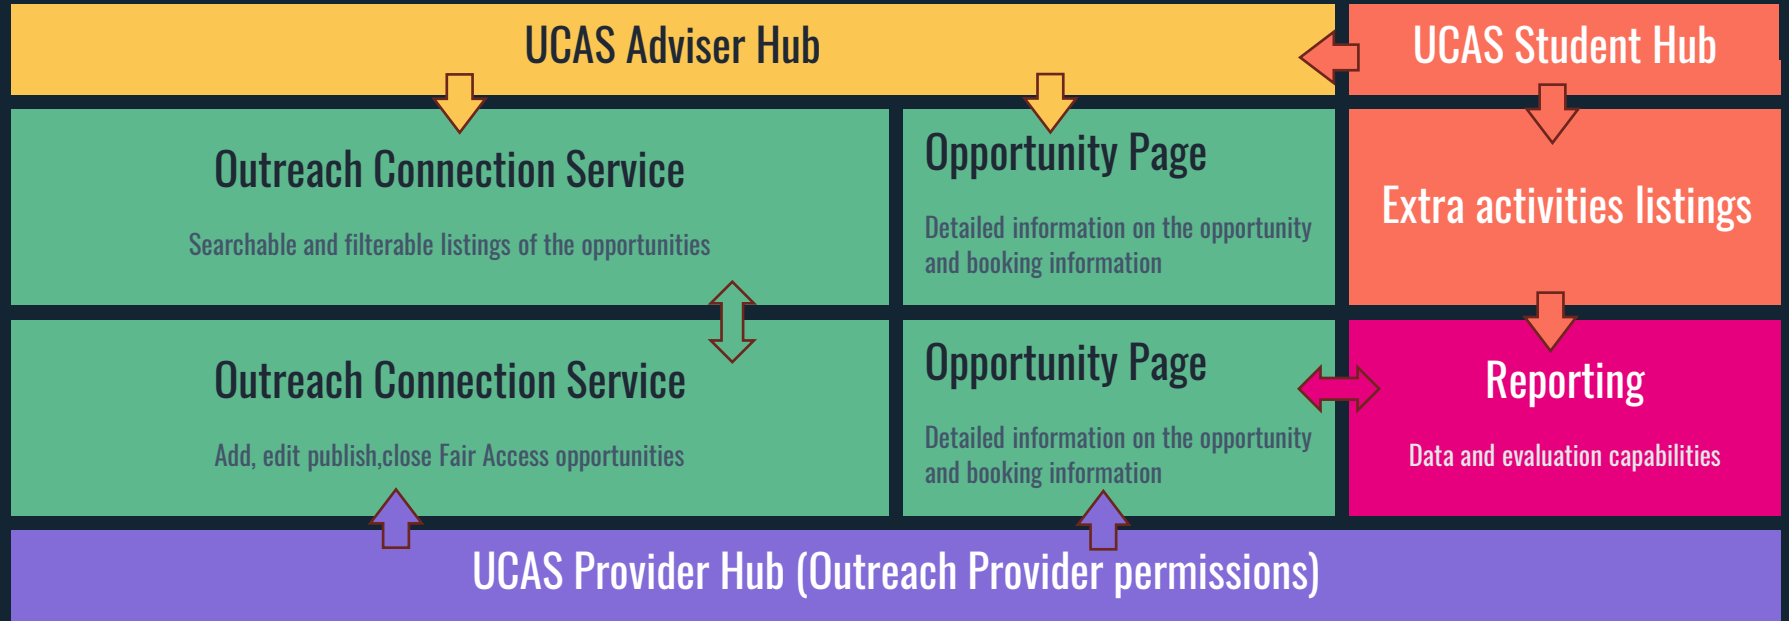 UCAS Adviser Hub
UCAS Student Hub
Outreach Connection Service
Searchable and filterable listings of the opportunities
Opportunity Page
Detailed information on the opportunity
and booking information
Extra activities listings
Outreach Connection Service
Add, edit publish,close Fair Access opportunities
Opportunity Page
Detailed information on the opportunity
and booking information
Reporting
Data and evaluation capabilities
UCAS Provider Hub (Outreach Provider permissions)